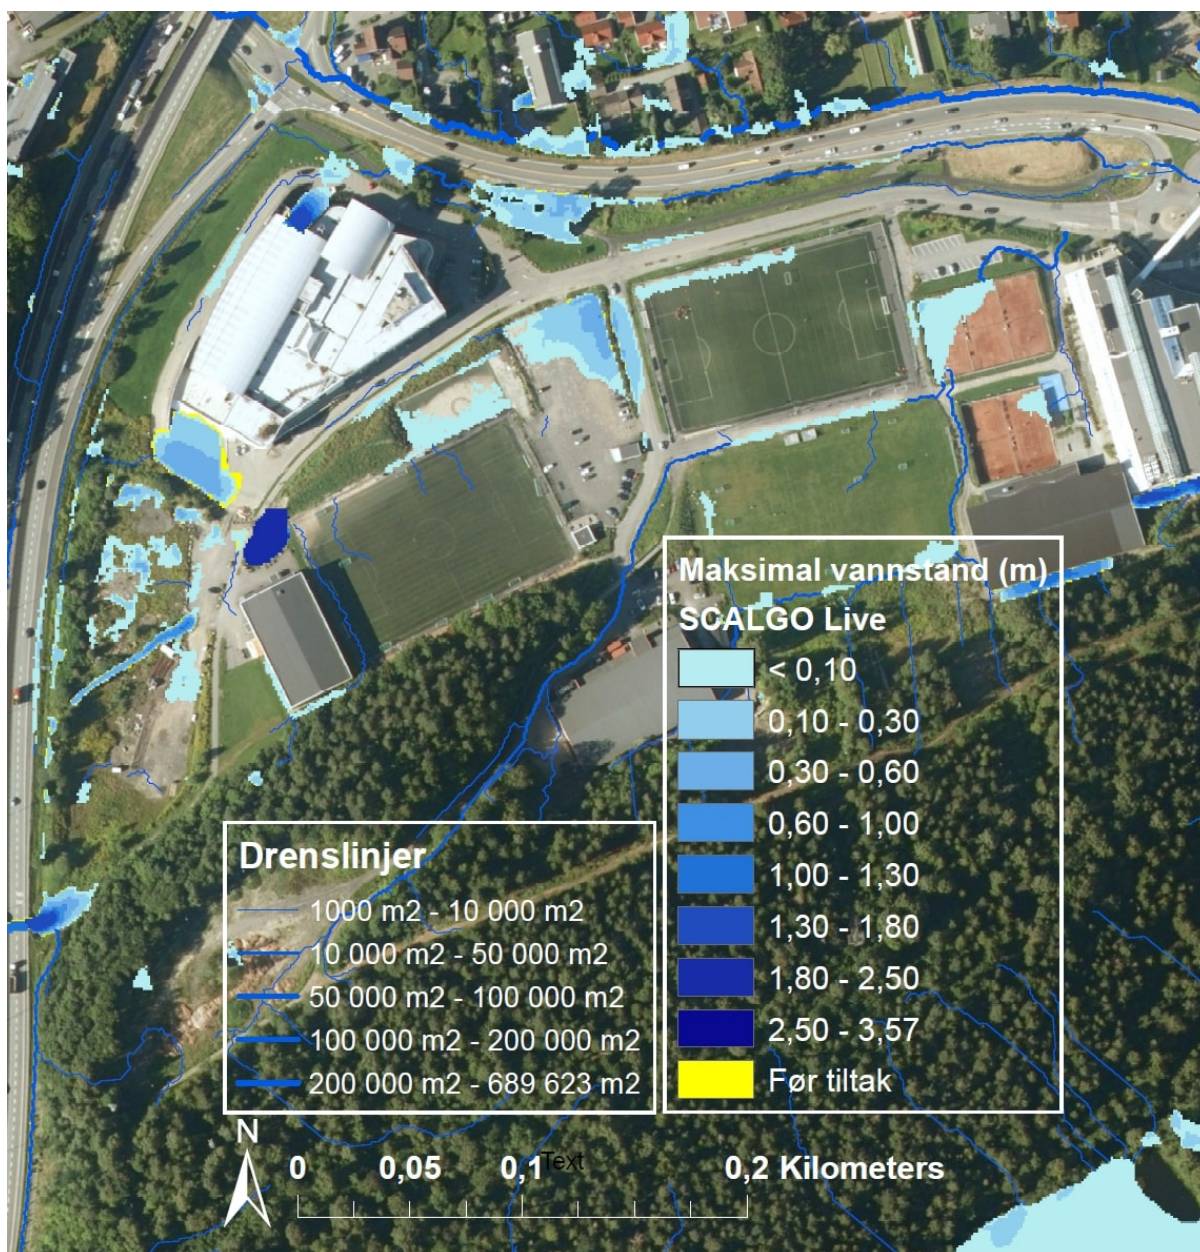 Maksimal vannstand (m)
SCALGO Live
< 0,10
0,10 - 0,30
0,30 - 0,60
0,60 - 1,00
1,00 - 1,30
1,30 - 1,80
1,80 - 2,50
2,50 - 3,57
Før tiltak
Drenslinjer
1000 m2 - 10 000 m2
10 000 m2 - 50 000 m2
50 000 m2 - 100 000 m2
100 000 m2 - 200 000 m2
200 000 m2 - 689 623 m2
N
0 0,05 0,1 Text 0,2 Kilometers